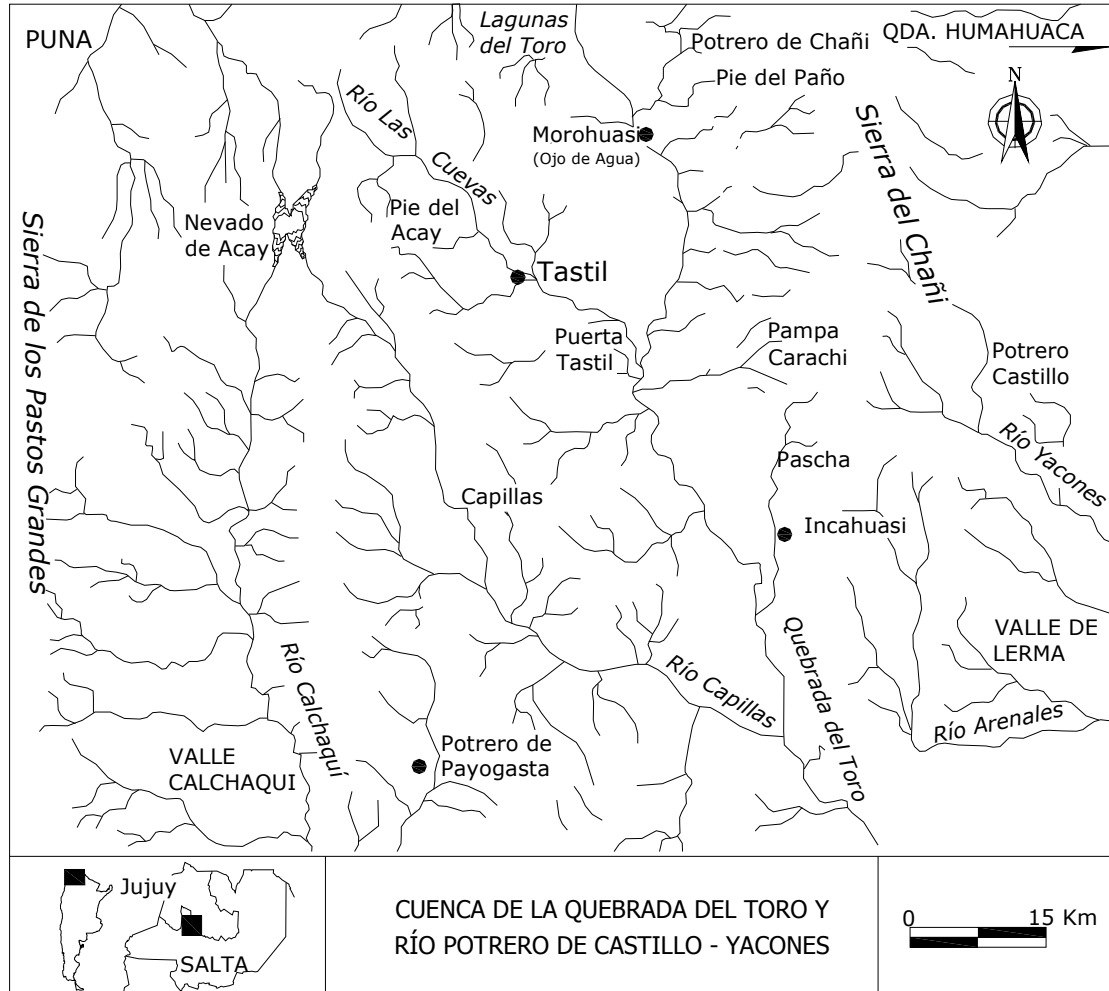 PUNA
Lagunas
del Toro
Potrero de Chañi
QDA. HUMAHUACA
Pie del Paño
N
Río Las
Cuevas
Morohuasi
(Ojo de Agua)
Sierra del Chañi
Sierra de los Pastos Grandes
Nevado
de Acay
Pie del
Acay
Tastil
Puerta
Tastil
Pampa
Carachi
Potrero
Castillo
Río Yacones
Pascha
Capillas
Incahuasi
VALLE DE
LERMA
Río Calchaquí
Río Capillas
Quebrada del Toro
Río Arenales
VALLE
CALCHAQUI
Potrero de
Payogasta
Jujuy
SALTA
CUENCA DE LA QUEBRADA DEL TORO Y
RÍO POTRERO DE CASTILLO - YACONES
0 15 Km